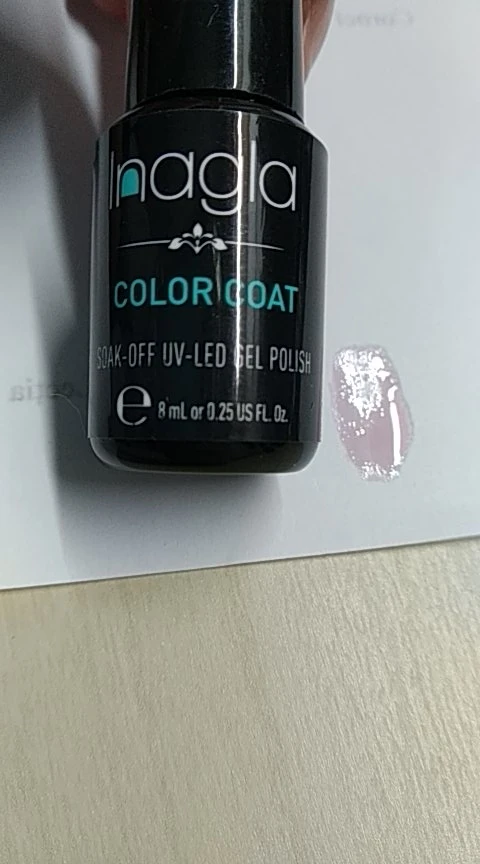 Inagla
COLOR COAT
SOAK-OFF UV-LED GEL POLISH
e 8 mL or 0.25 US FL. Oz.